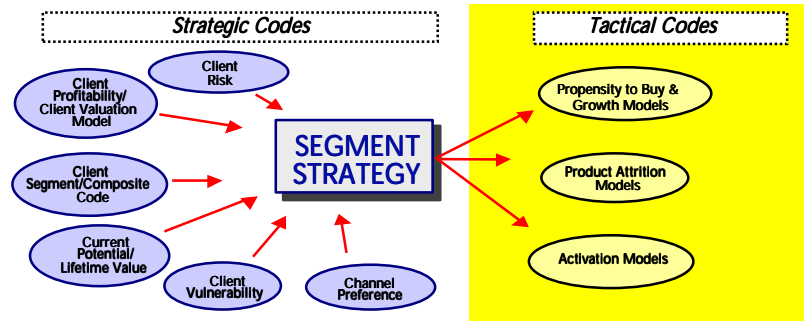 Strategic Codes
Tactical Codes
Client
Risk
Client
Profitability/
Client Valuation
Model
Propensity to Buy &
Growth Models
SEGMENT
STRATEGY
Client
Segment/Composite
Code
Product Attrition
Models
Current
Potential/
Lifetime Value
Client
Vulnerability
Channel
Preference
Activation Models